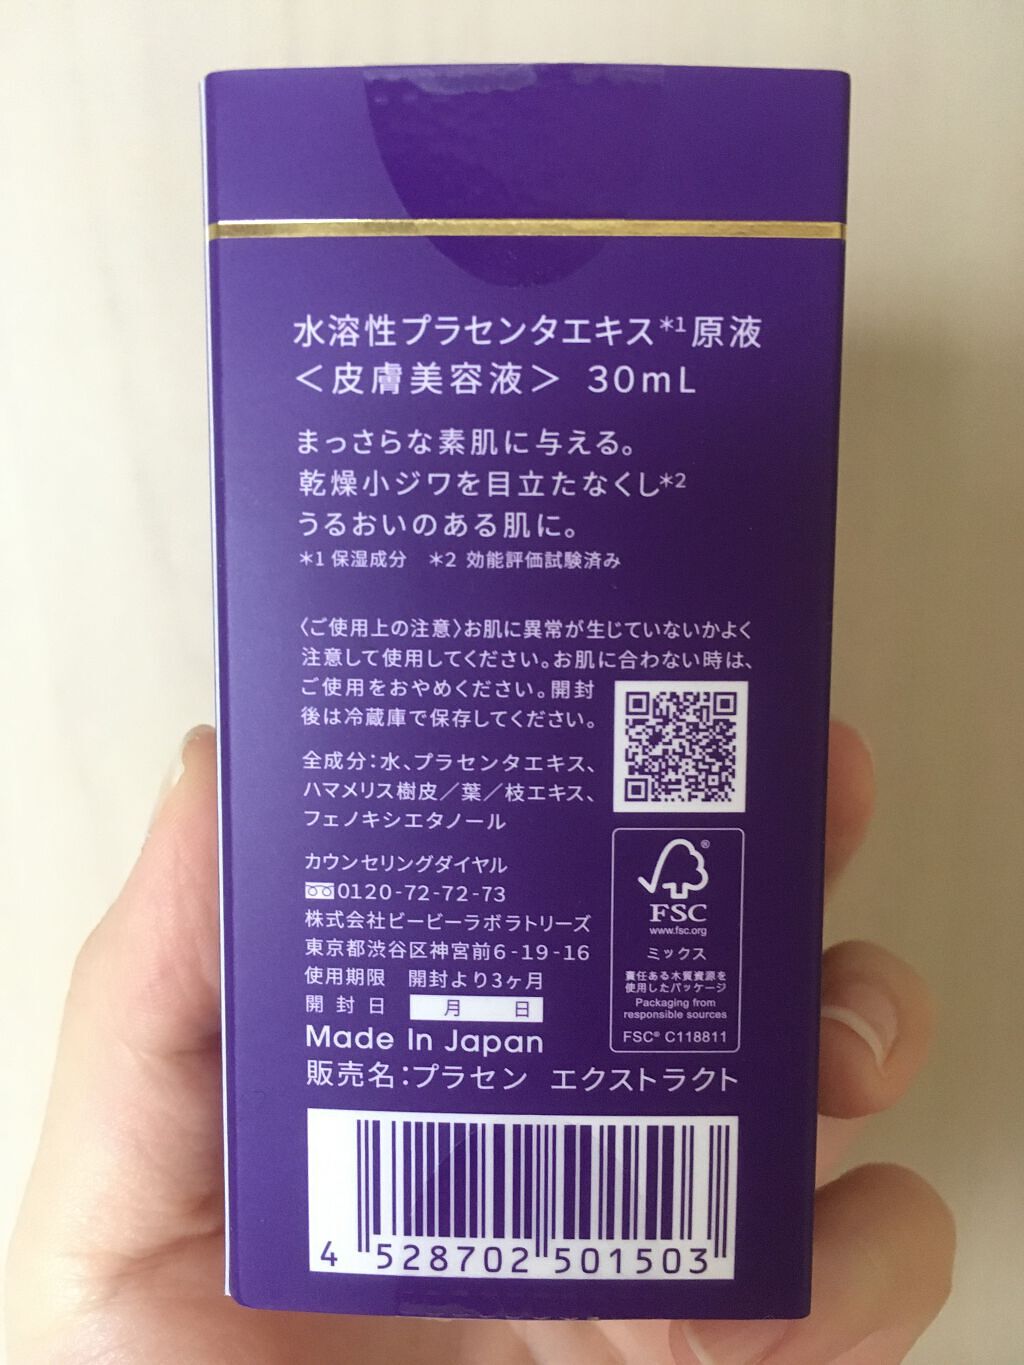 水溶性プラセンタエキス*1原液
＜皮膚美容液＞ 30mL
まっさらな素肌に与える。
乾燥小ジワを目立たなくし*2
うるおいのある肌に。
*1 保湿成分 *2 効能評価試験済み
〈ご使用上の注意〉お肌に異常が生じていないかよく
注意して使用してください。お肌に合わない時は、
ご使用をおやめください。開封
後は冷蔵庫で保存してください。
全成分：水、プラセンタエキス、
ハマメリス樹皮／葉／枝エキス、
フェノキシエタノール
カウンセリングダイヤル
0120-72-72-73
株式会社ビービーラボラトリーズ
東京都渋谷区神宮前6-19-16
使用期限 開封より3ヶ月
開封日 月 日
Made In Japan
販売名：プラセン エクストラクト
®
FSC
www.fsc.org
ミックス
責任ある木質資源を
使用したパッケージ
Packaging from
responsible sources
FSC® C118811
4 528702 501503